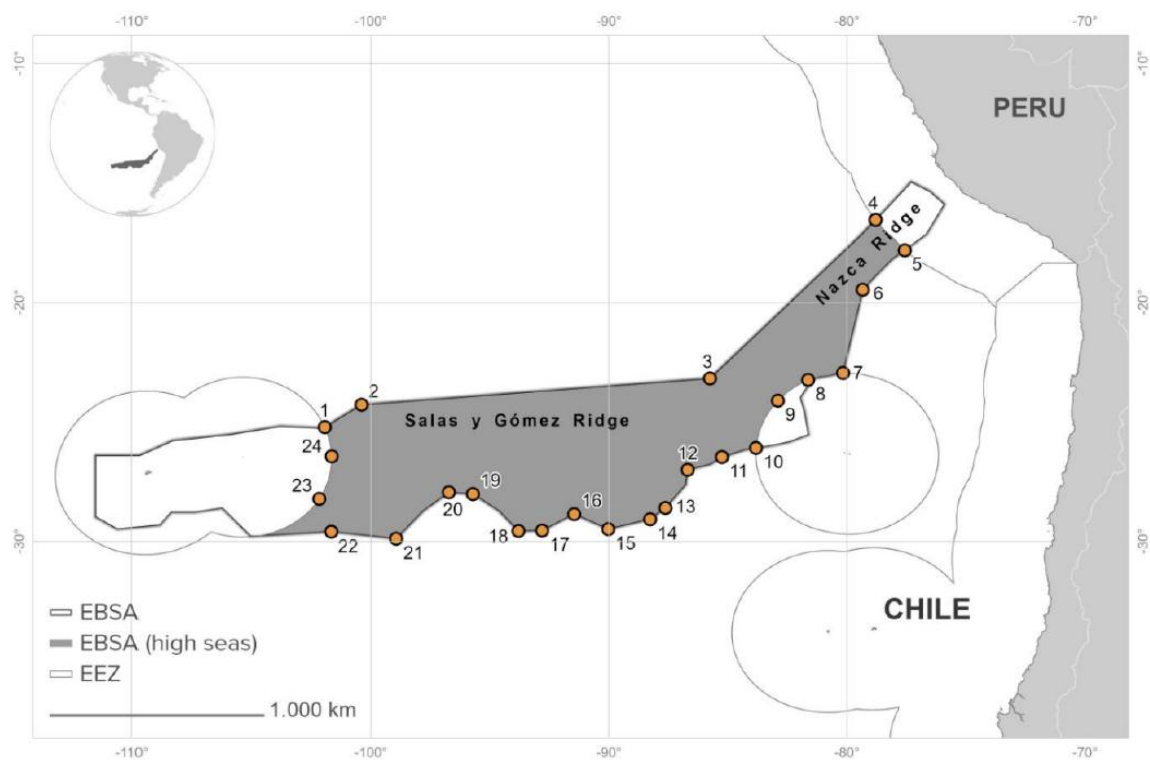 -110° -100° -90° -80° -70°
-10° -10°
PERU
4
Nazca Ridge
5
6
-20° -20°
3
7
2
8
1
Salas y Gómez Ridge
9
24
12
11
10
23
19
20
16
13
18
17
15
14
22
21
-30° -30°
CHILE
EBSA
EBSA (high seas)
EEZ
1.000 km
-110° -100° -90° -80° -70°